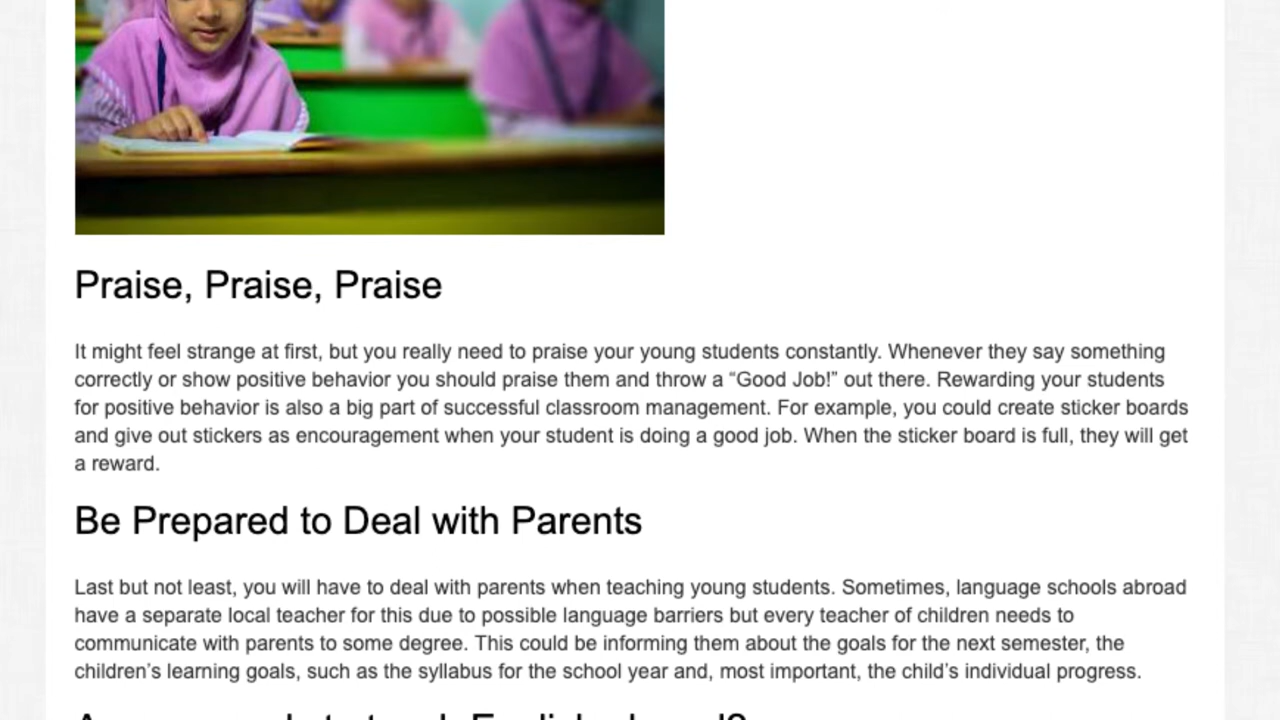 Praise, Praise, Praise
It might feel strange at first, but you really need to praise your young students constantly. Whenever they say something
correctly or show positive behavior you should praise them and throw a “Good Job!” out there. Rewarding your students
for positive behavior is also a big part of successful classroom management. For example, you could create sticker boards
and give out stickers as encouragement when your student is doing a good job. When the sticker board is full, they will get
a reward.
Be Prepared to Deal with Parents
Last but not least, you will have to deal with parents when teaching young students. Sometimes, language schools abroad
have a separate local teacher for this due to possible language barriers but every teacher of children needs to
communicate with parents to some degree. This could be informing them about the goals for the next semester, the
children’s learning goals, such as the syllabus for the school year and, most important, the child’s individual progress.